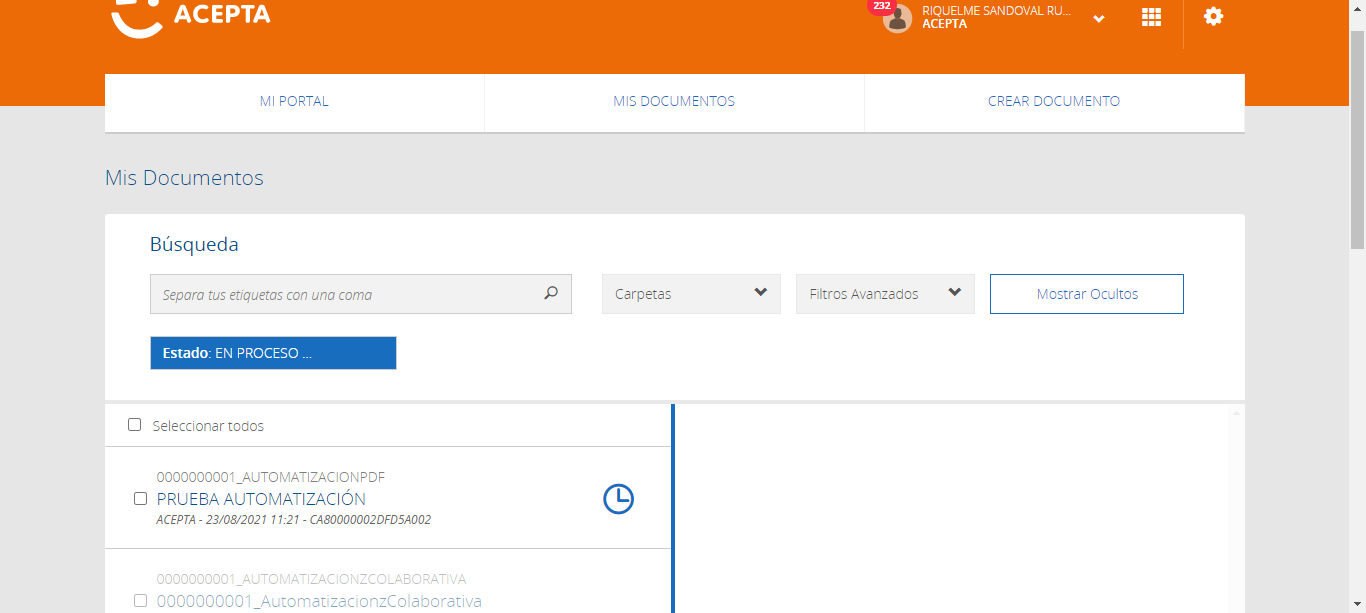 ACEPTA
232
RIQUELME SANDOVAL RU...
ACEPTA
MI PORTAL
MIS DOCUMENTOS
CREAR DOCUMENTO
Mis Documentos
Búsqueda
Separa tus etiquetas con una coma
Carpetas
Filtros Avanzados
Mostrar Ocultos
Estado: EN PROCESO ...
Seleccionar todos
0000000001_AUTOMATIZACIONPDF
PRUEBA AUTOMATIZACIÓN
ACEPTA - 23/08/2021 11:21 - CA80000002DFD5A002
0000000001_AUTOMATIZACIONZCOLABORATIVA
0000000001_AutomatizacionzColaborativa